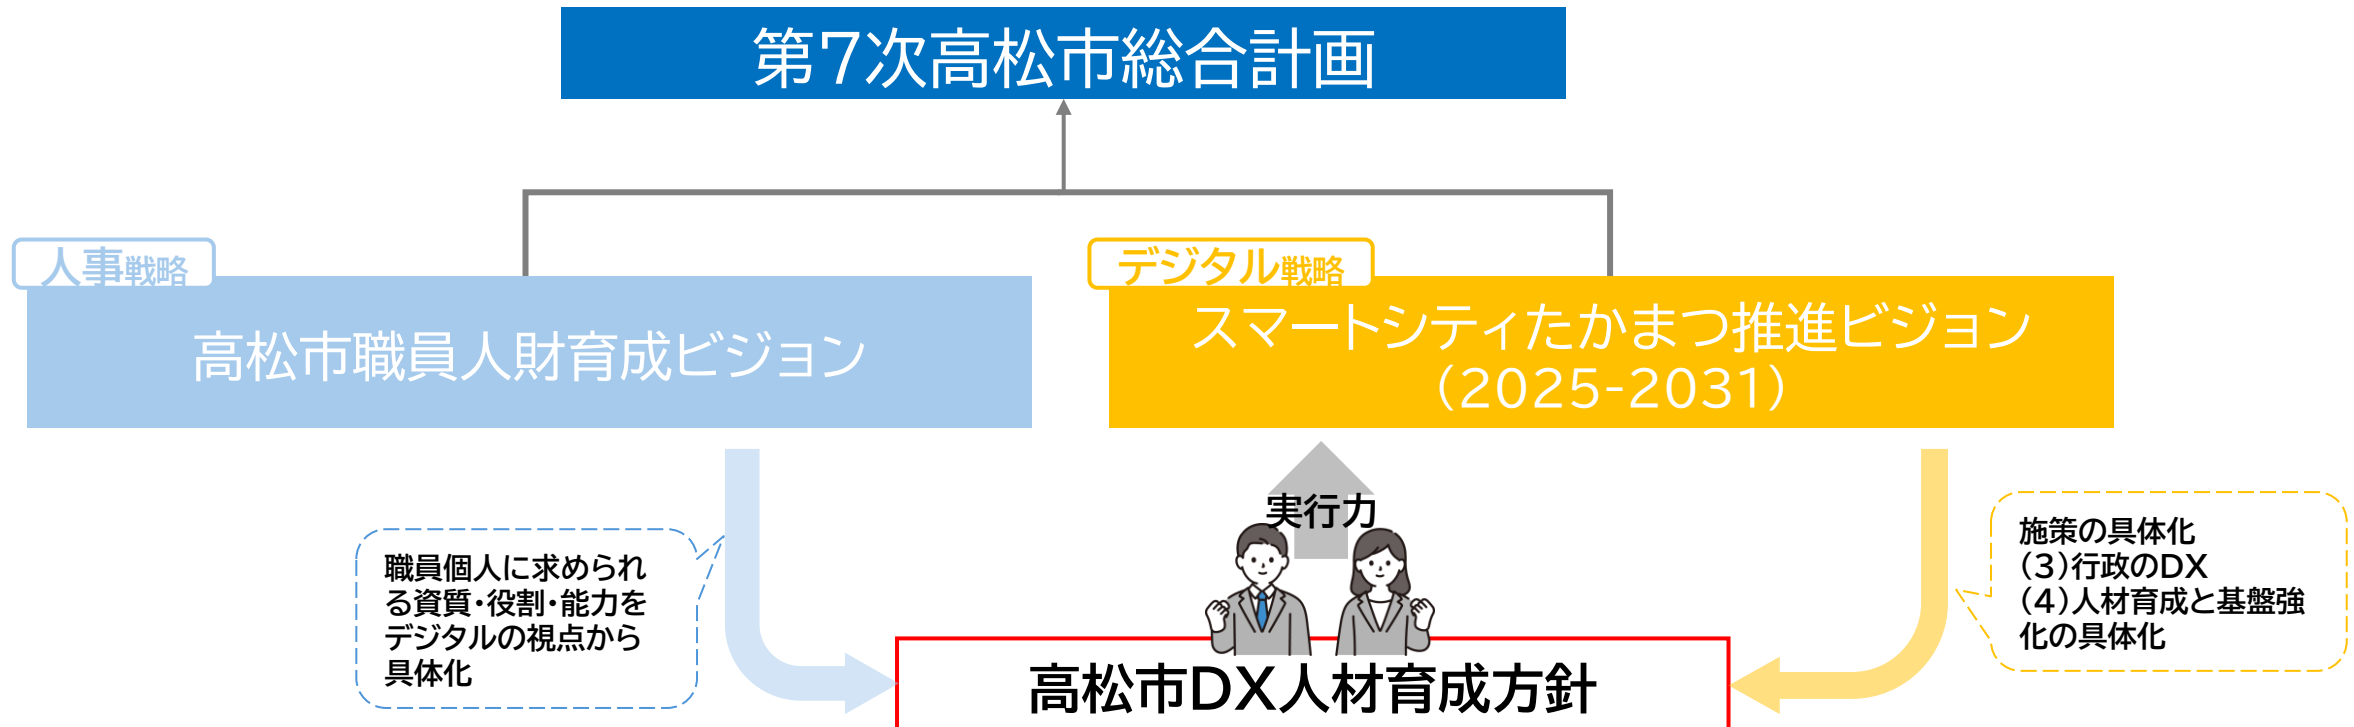 第7次高松市総合計画
人事戦略
高松市職員人財育成ビジョン
デジタル戦略
スマートシティたかまつ推進ビジョン
（2025-2031）
実行力
職員個人に求められ
る資質・役割・能力を
デジタルの視点から
具体化
施策の具体化
（3）行政のDX
（4）人材育成と基盤強
化の具体化
高松市DX人材育成方針